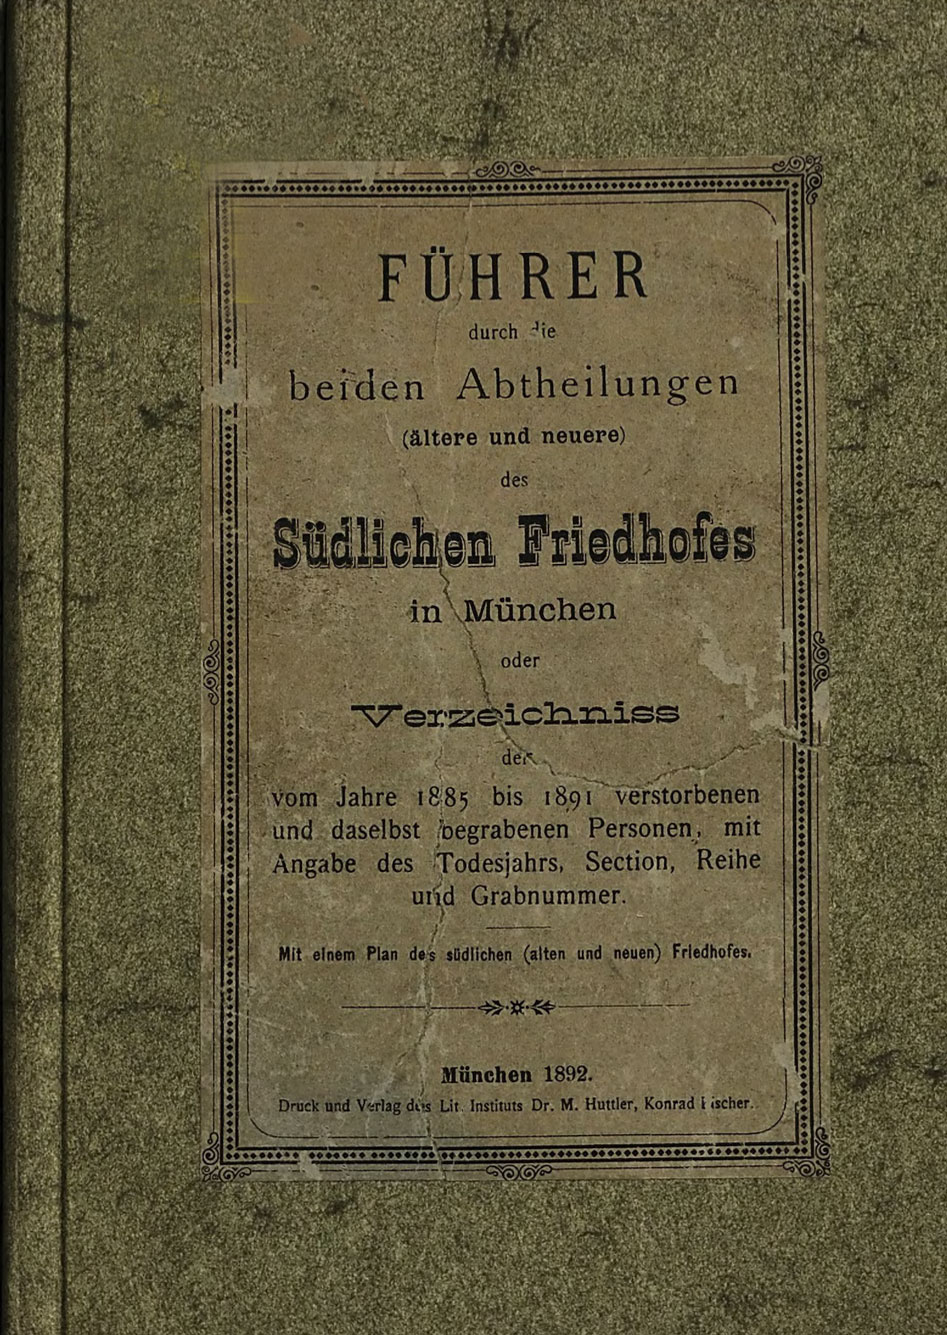 FÜHRER
durch die
beiden Abtheilungen
(ältere und neuere)
des
Südlichen Friedhofes
in München
oder
Verzeichniss
der
vom Jahre 1885 bis 1891 verstorbenen
und daselbst begrabenen Personen, mit
Angabe des Todesjahrs, Section, Reihe
und Grabnummer.
Mit einem Plan des südlichen (alten und neuen) Friedhofes.
München 1892.
Druck und Verlag des Lit. Instituts Dr. M. Huttler, Konrad Fischer.